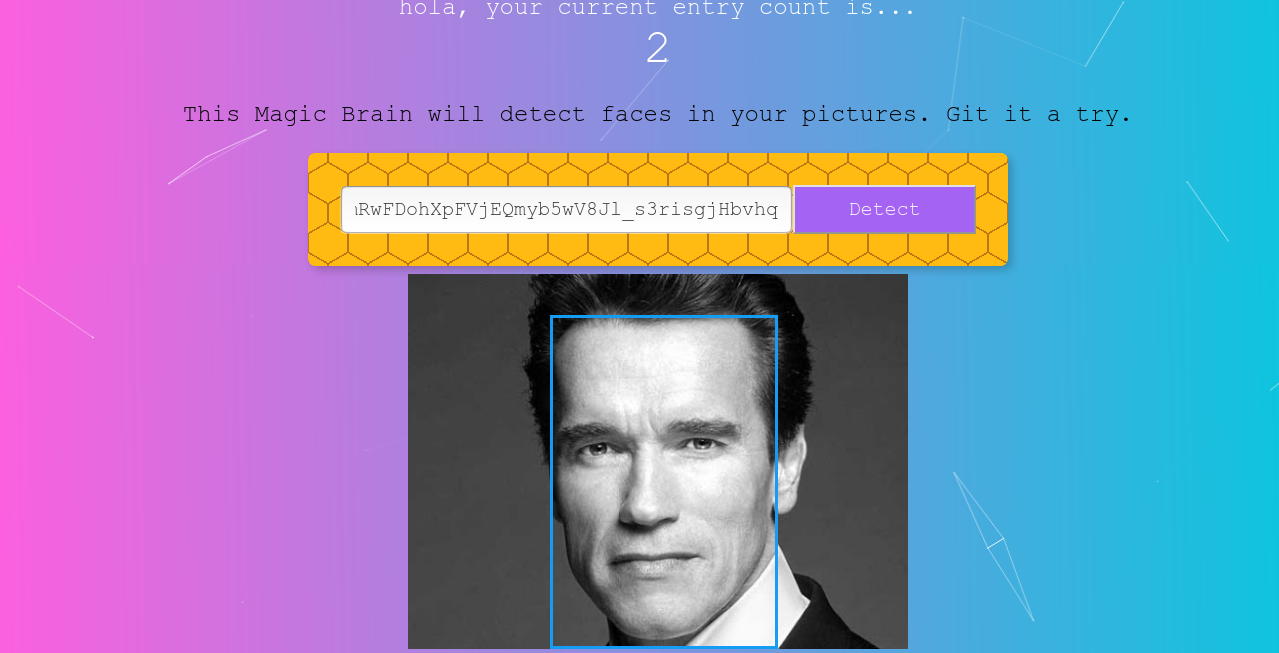 hola, your current entry count is...
2
This Magic Brain will detect faces in your pictures. Git it a try.
RwFDohXpFVjEQmyb5wV8Jl_s3risgjHbvhq
Detect